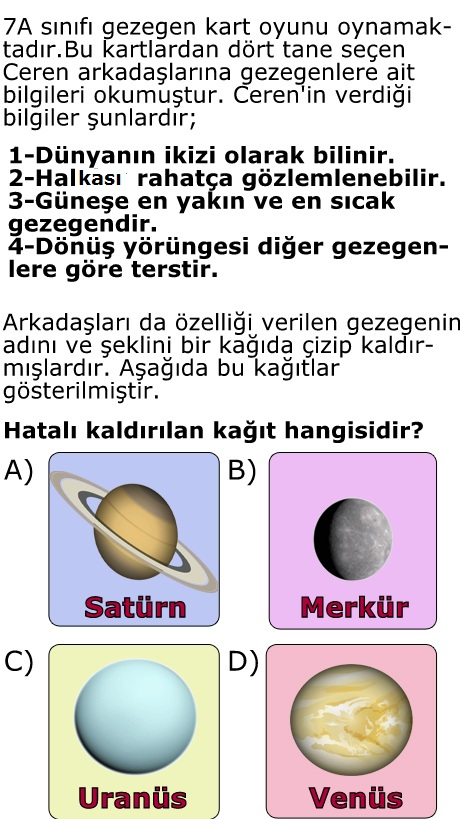 7A sınıfı gezegen kart oyunu oynamak-
tadır.Bu kartlardan dört tane seçen
Ceren arkadaşlarına gezegenlere ait
bilgileri okumuştur. Ceren'in verdiği
bilgiler şunlardır;
1-Dünyanın ikizi olarak bilinir.
2-Halkası rahatça gözlemlenebilir.
3-Güneşe en yakın ve en sıcak
gezegendir.
4-Dönüş yörüngesi diğer gezegen-
lere göre terstir.
Arkadaşları da özelliği verilen gezegenin
adını ve şeklini bir kağıda çizip kaldır-
mışlardır. Aşağıda bu kağıtlar
gösterilmiştir.
Hatalı kaldırılan kağıt hangisidir?
A) Satürn
B) Merkür
C) Uranüs
D) Venüs